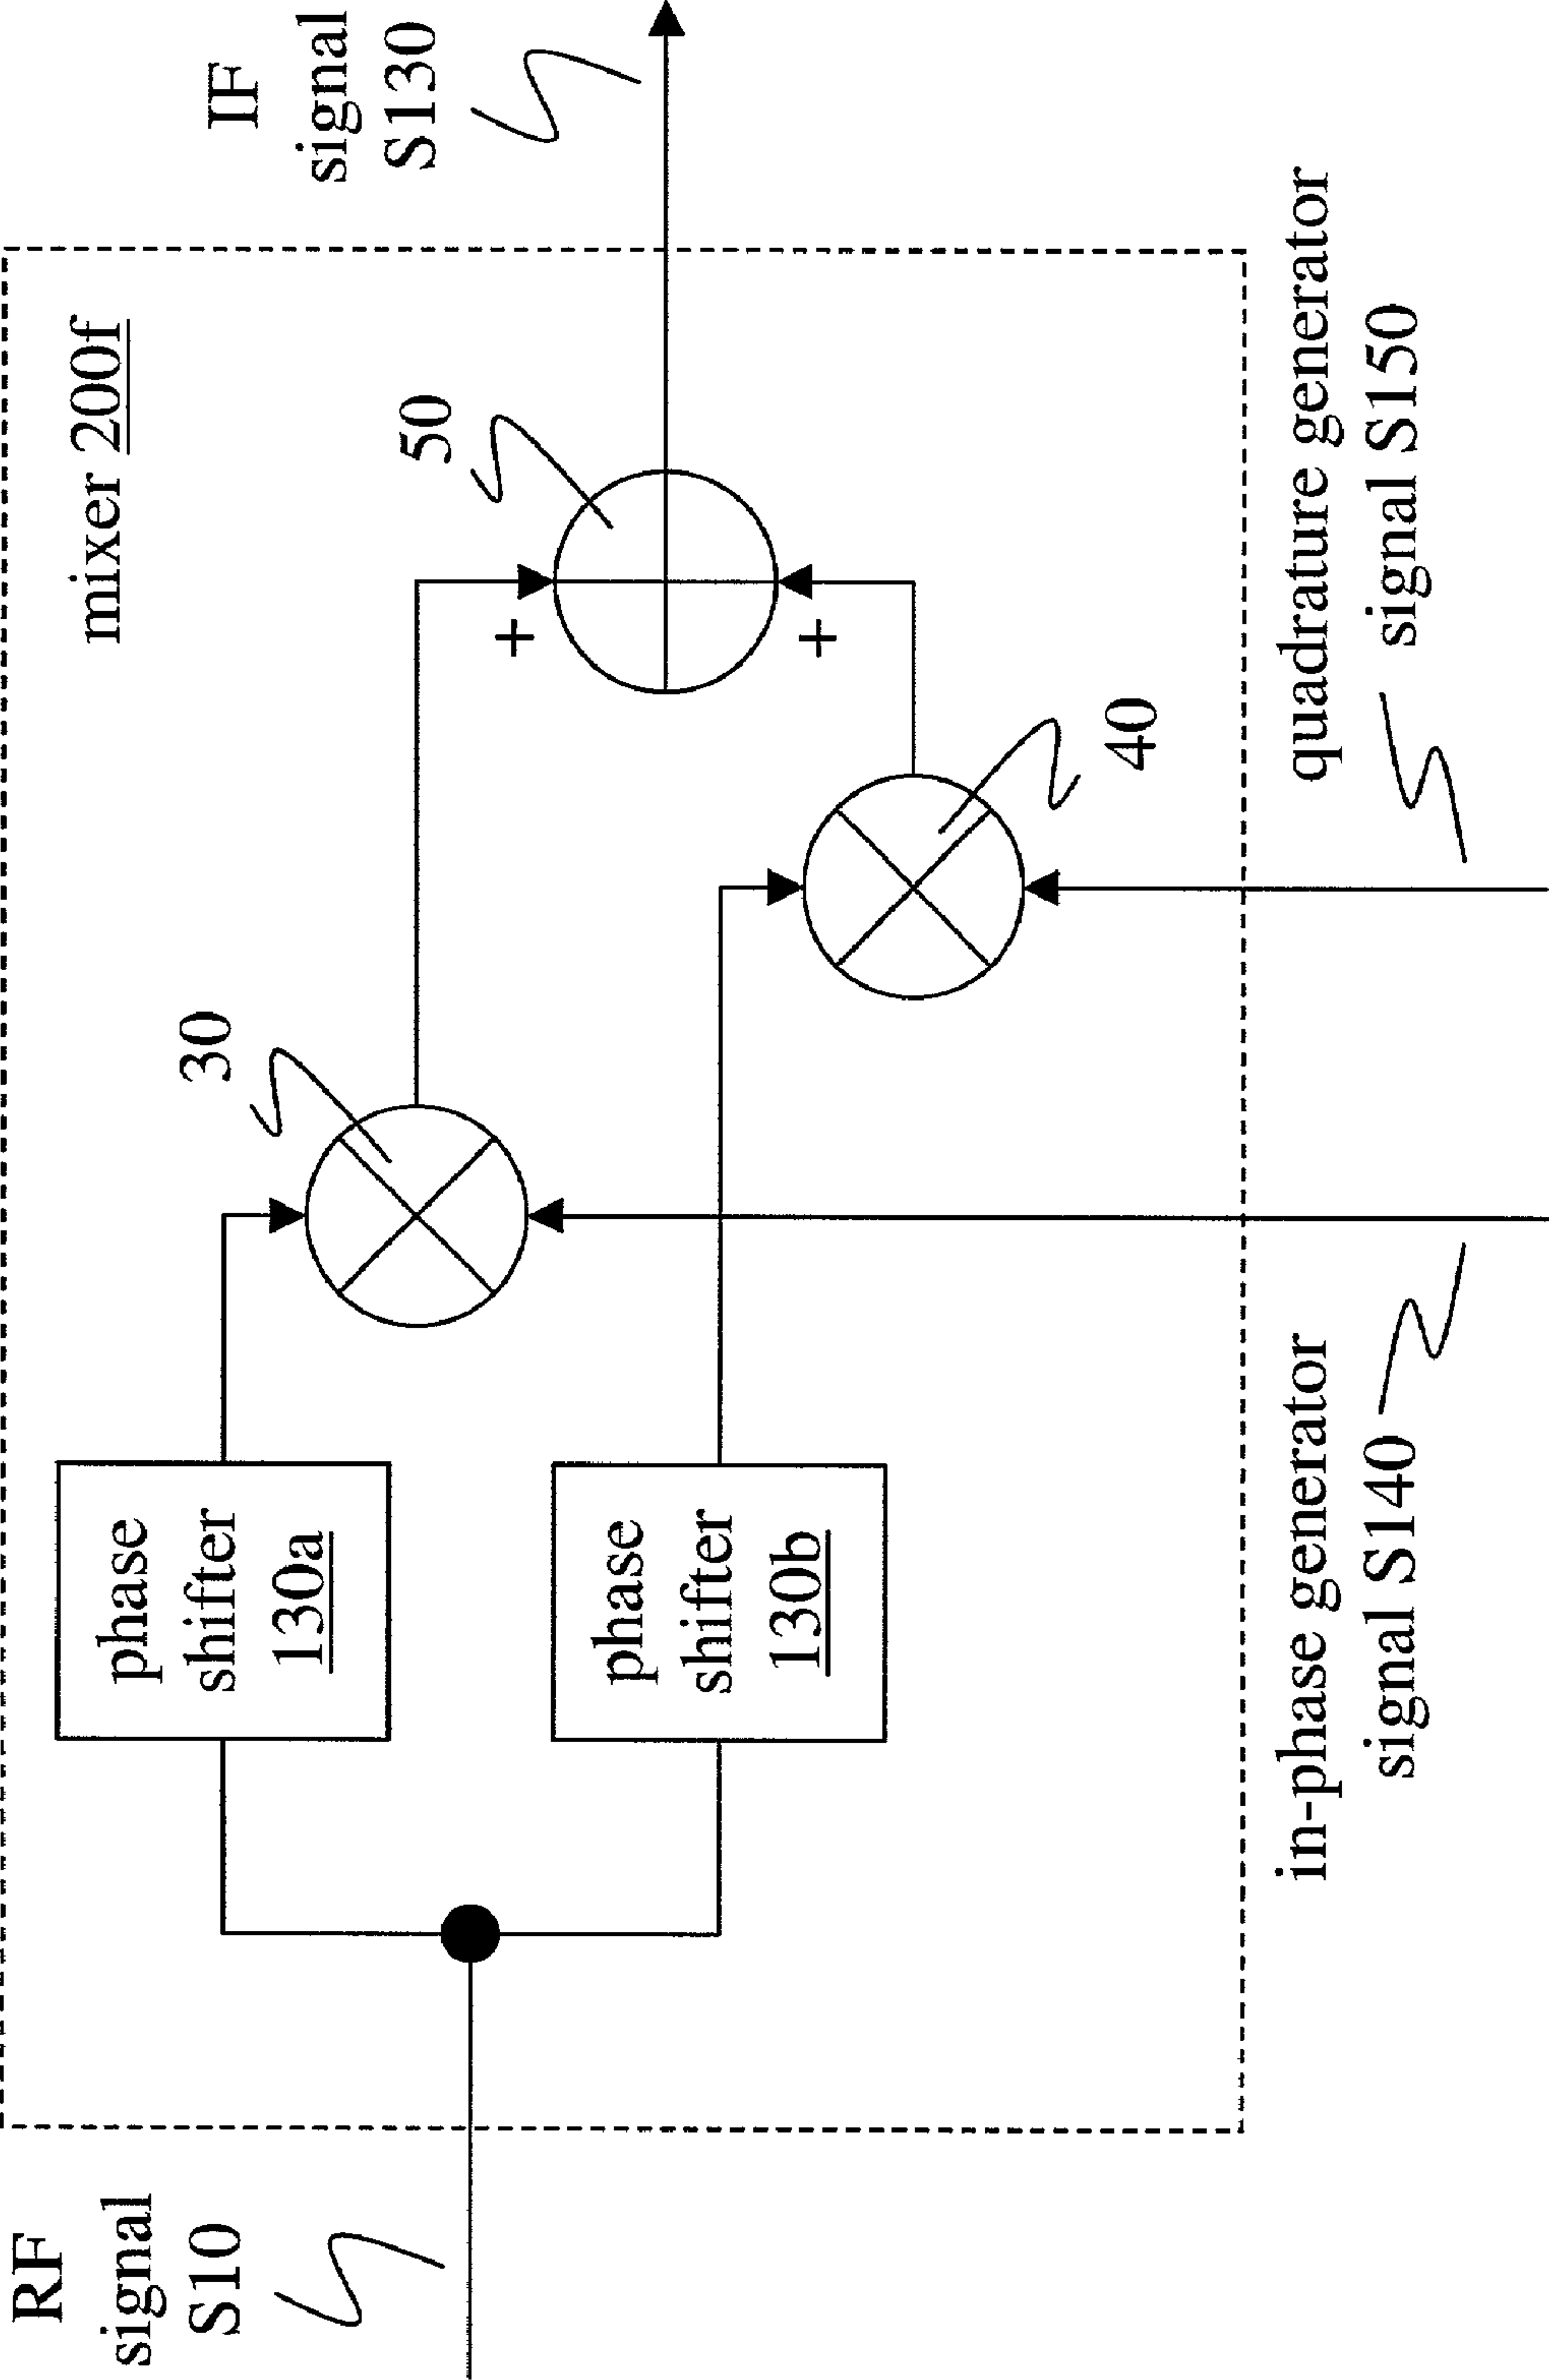 RF
signal
S10
mixer 200f
phase
shifter
130a
phase
shifter
130b
30
40
50
+
+
IF
signal
S130
in-phase generator
signal S140
quadrature generator
signal S150